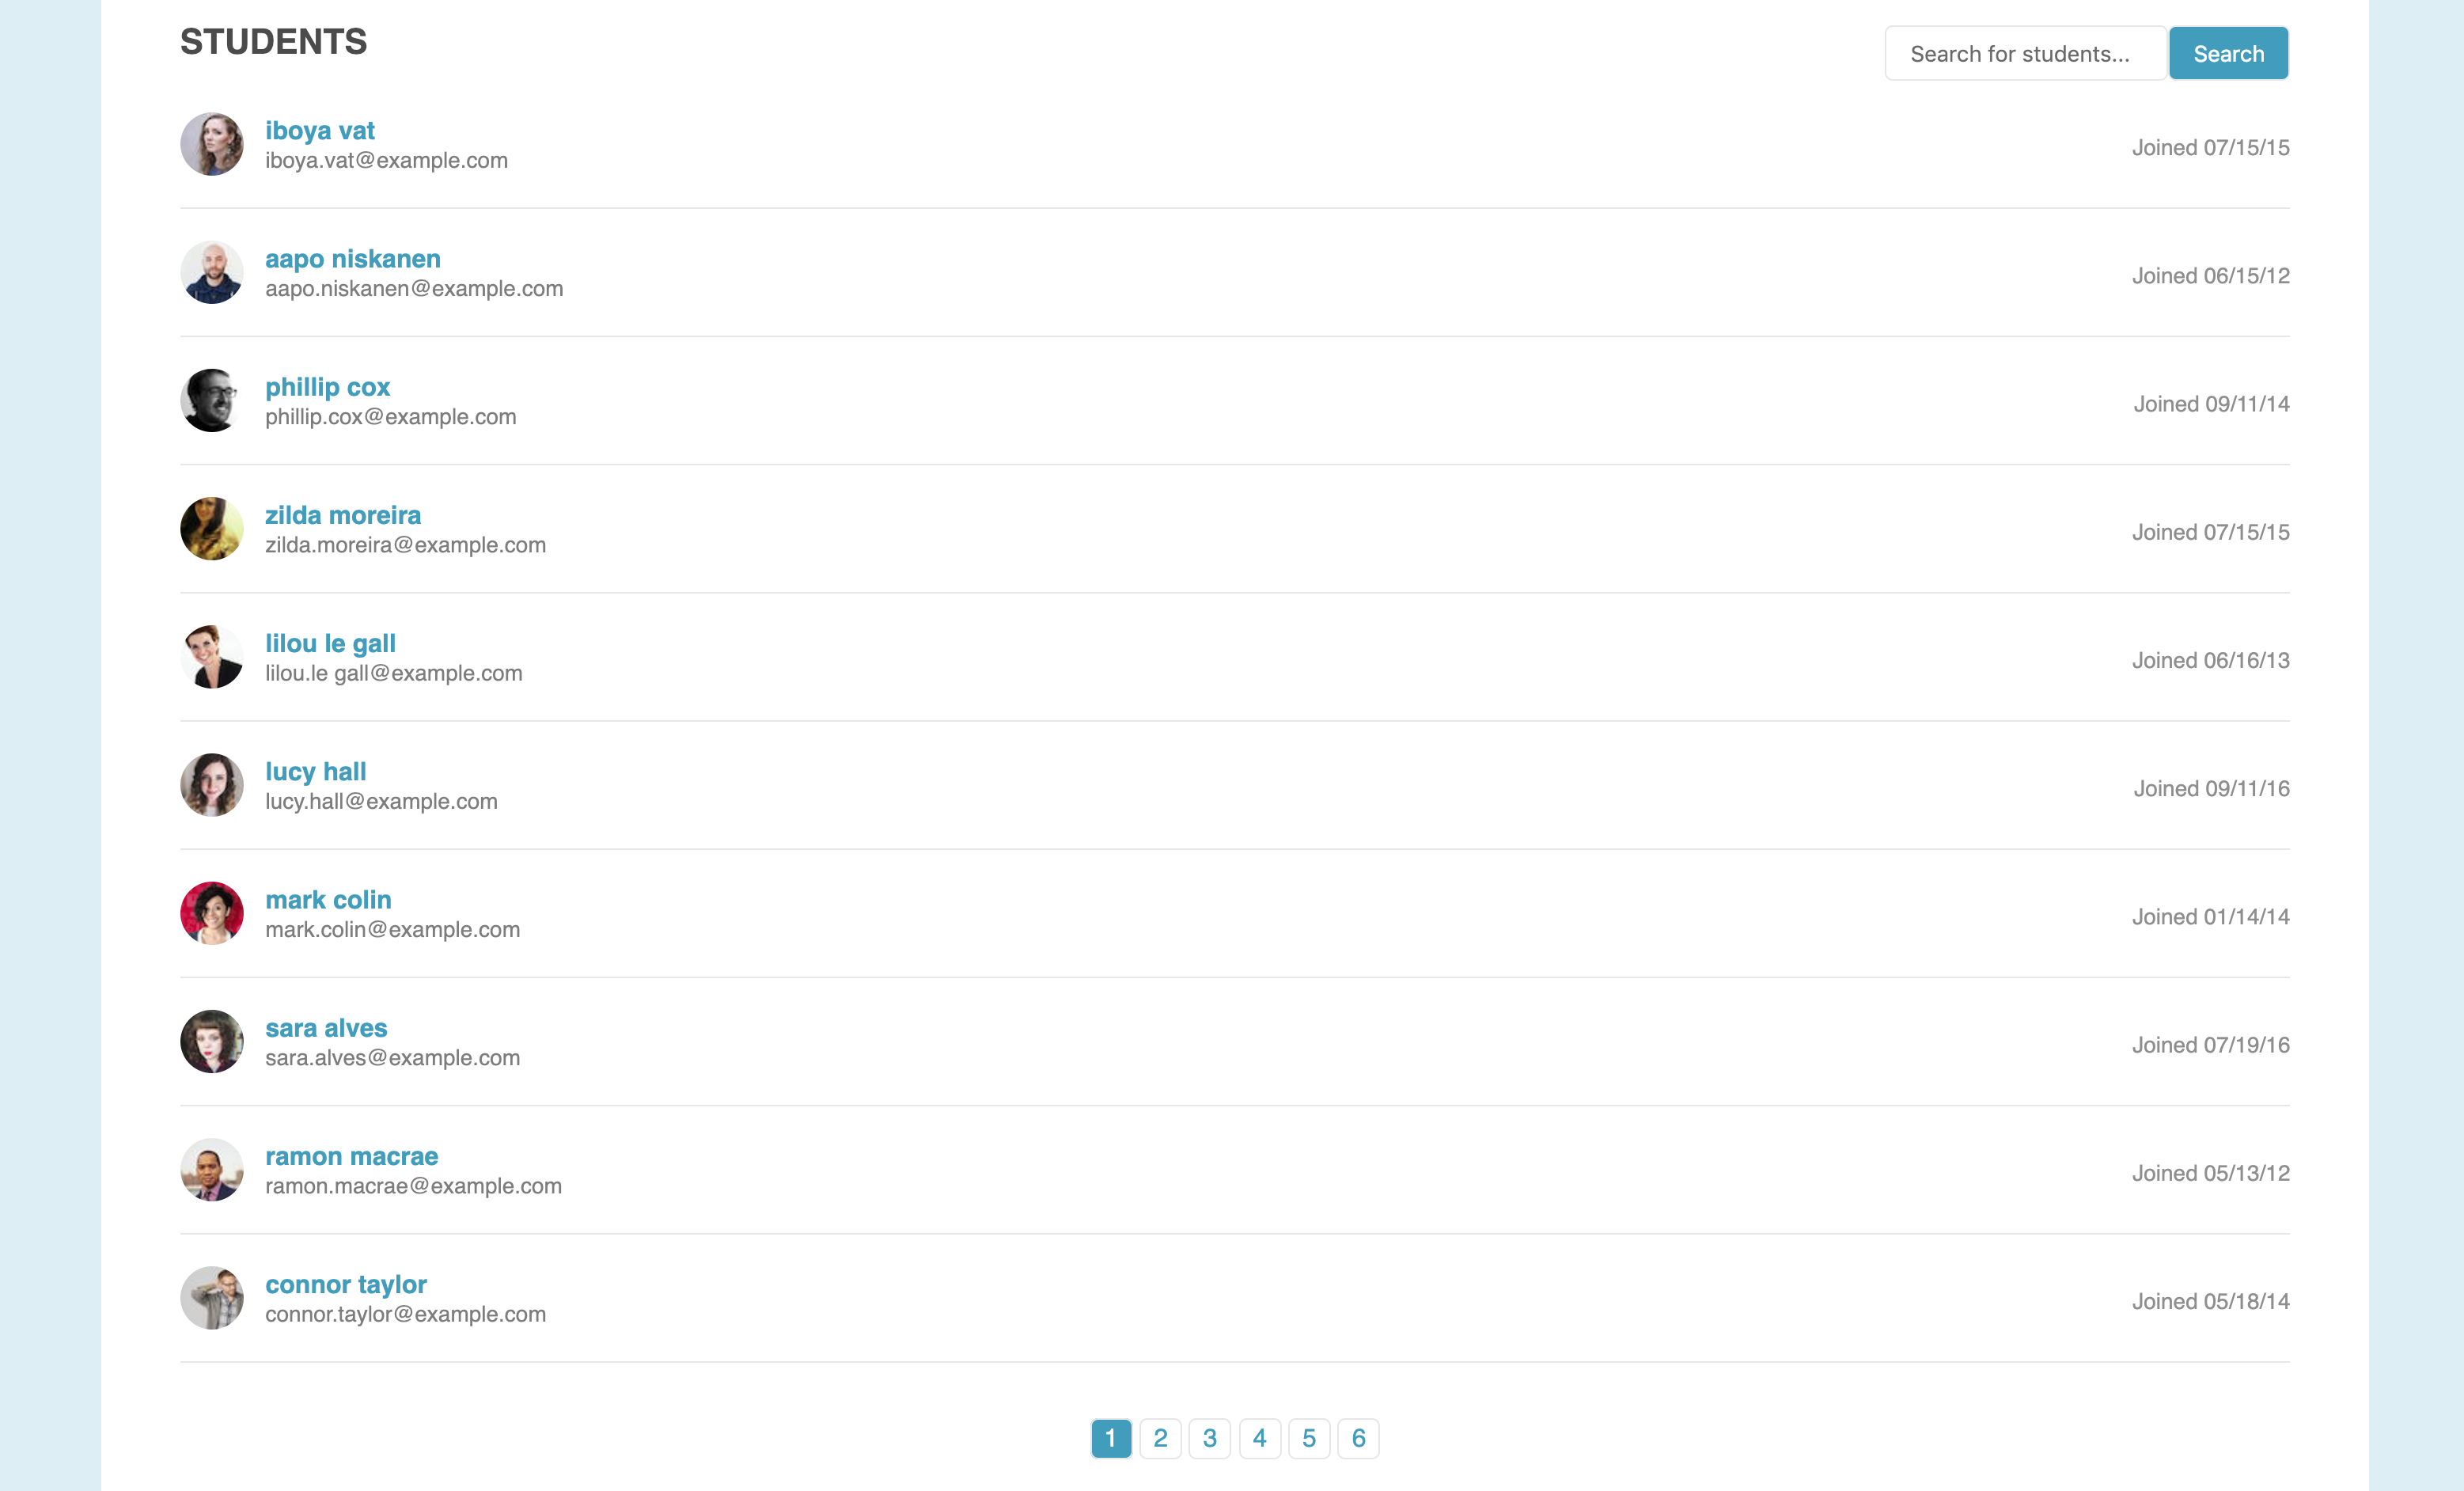 STUDENTS
Search for students... Search
iboya vat
iboya.vat@example.com
Joined 07/15/15
aapo niskanen
aapo.niskanen@example.com
Joined 06/15/12
phillip cox
phillip.cox@example.com
Joined 09/11/14
zilda moreira
zilda.moreira@example.com
Joined 07/15/15
lilou le gall
lilou.le gall@example.com
Joined 06/16/13
lucy hall
lucy.hall@example.com
Joined 09/11/16
mark colin
mark.colin@example.com
Joined 01/14/14
sara alves
sara.alves@example.com
Joined 07/19/16
ramon macrae
ramon.macrae@example.com
Joined 05/13/12
connor taylor
connor.taylor@example.com
Joined 05/18/14
1 2 3 4 5 6